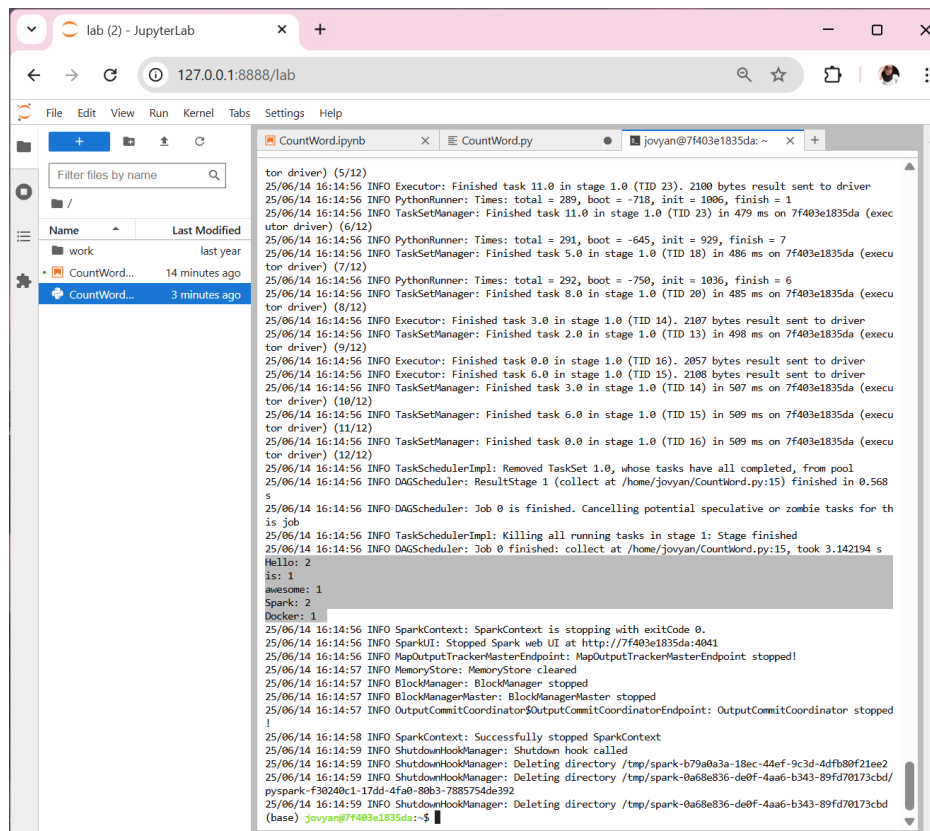 lab (2) - JupyterLab
127.0.0.1:8888/lab
File Edit View Run Kernel Tabs Settings Help
CountWord.ipynb
CountWord.py
jovyan@7f403e1835da: ~
Filter files by name
/
Name Last Modified
work last year
CountWord... 14 minutes ago
CountWord... 3 minutes ago
tor driver) (5/12)
25/06/14 16:14:56 INFO Executor: Finished task 11.0 in stage 1.0 (TID 23). 2100 bytes result sent to driver
25/06/14 16:14:56 INFO PythonRunner: Times: total = 289, boot = -718, init = 1006, finish = 1
25/06/14 16:14:56 INFO TaskSetManager: Finished task 11.0 in stage 1.0 (TID 23) in 479 ms on 7f403e1835da (exec
utor driver) (6/12)
25/06/14 16:14:56 INFO PythonRunner: Times: total = 291, boot = -645, init = 929, finish = 7
25/06/14 16:14:56 INFO TaskSetManager: Finished task 5.0 in stage 1.0 (TID 18) in 486 ms on 7f403e1835da (execu
tor driver) (7/12)
25/06/14 16:14:56 INFO PythonRunner: Times: total = 292, boot = -750, init = 1036, finish = 6
25/06/14 16:14:56 INFO TaskSetManager: Finished task 8.0 in stage 1.0 (TID 20) in 485 ms on 7f403e1835da (execu
tor driver) (8/12)
25/06/14 16:14:56 INFO Executor: Finished task 3.0 in stage 1.0 (TID 14). 2107 bytes result sent to driver
25/06/14 16:14:56 INFO TaskSetManager: Finished task 2.0 in stage 1.0 (TID 13) in 498 ms on 7f403e1835da (execu
tor driver) (9/12)
25/06/14 16:14:56 INFO Executor: Finished task 0.0 in stage 1.0 (TID 16). 2057 bytes result sent to driver
25/06/14 16:14:56 INFO Executor: Finished task 6.0 in stage 1.0 (TID 15). 2108 bytes result sent to driver
25/06/14 16:14:56 INFO TaskSetManager: Finished task 3.0 in stage 1.0 (TID 14) in 507 ms on 7f403e1835da (execu
tor driver) (10/12)
25/06/14 16:14:56 INFO TaskSetManager: Finished task 6.0 in stage 1.0 (TID 15) in 509 ms on 7f403e1835da (execu
tor driver) (11/12)
25/06/14 16:14:56 INFO TaskSetManager: Finished task 0.0 in stage 1.0 (TID 16) in 509 ms on 7f403e1835da (execu
tor driver) (12/12)
25/06/14 16:14:56 INFO TaskSchedulerImpl: Removed TaskSet 1.0, whose tasks have all completed, from pool
25/06/14 16:14:56 INFO DAGScheduler: ResultStage 1 (collect at /home/jovyan/CountWord.py:15) finished in 0.568
s
25/06/14 16:14:56 INFO DAGScheduler: Job 0 is finished. Cancelling potential speculative or zombie tasks for th
is job
25/06/14 16:14:56 INFO TaskSchedulerImpl: Killing all running tasks in stage 1: Stage finished
25/06/14 16:14:56 INFO DAGScheduler: Job 0 finished: collect at /home/jovyan/CountWord.py:15, took 3.142194 s
Hello: 2
is: 1
awesome: 1
Spark: 2
Docker: 1
25/06/14 16:14:56 INFO SparkContext: SparkContext is stopping with exitCode 0.
25/06/14 16:14:56 INFO SparkUI: Stopped Spark web UI at http://7f403e1835da:4041
25/06/14 16:14:56 INFO MapOutputTrackerMasterEndpoint: MapOutputTrackerMasterEndpoint stopped!
25/06/14 16:14:57 INFO MemoryStore: MemoryStore cleared
25/06/14 16:14:57 INFO BlockManager: BlockManager stopped
25/06/14 16:14:57 INFO BlockManagerMaster: BlockManagerMaster stopped
25/06/14 16:14:57 INFO OutputCommitCoordinator$OutputCommitCoordinatorEndpoint: OutputCommitCoordinator stopped
!
25/06/14 16:14:58 INFO SparkContext: Successfully stopped SparkContext
25/06/14 16:14:59 INFO ShutdownHookManager: Shutdown hook called
25/06/14 16:14:59 INFO ShutdownHookManager: Deleting directory /tmp/spark-b79a0a3a-18ec-44ef-9c3d-4dfb80f21ee2
25/06/14 16:14:59 INFO ShutdownHookManager: Deleting directory /tmp/spark-0a68e836-de0f-4aa6-b343-89fd70173cbd/
pyspark-f30240c1-17dd-4fa0-80b3-7885754de392
25/06/14 16:14:59 INFO ShutdownHookManager: Deleting directory /tmp/spark-0a68e836-de0f-4aa6-b343-89fd70173cbd
(base) jovyan@7f403e1835da:~$